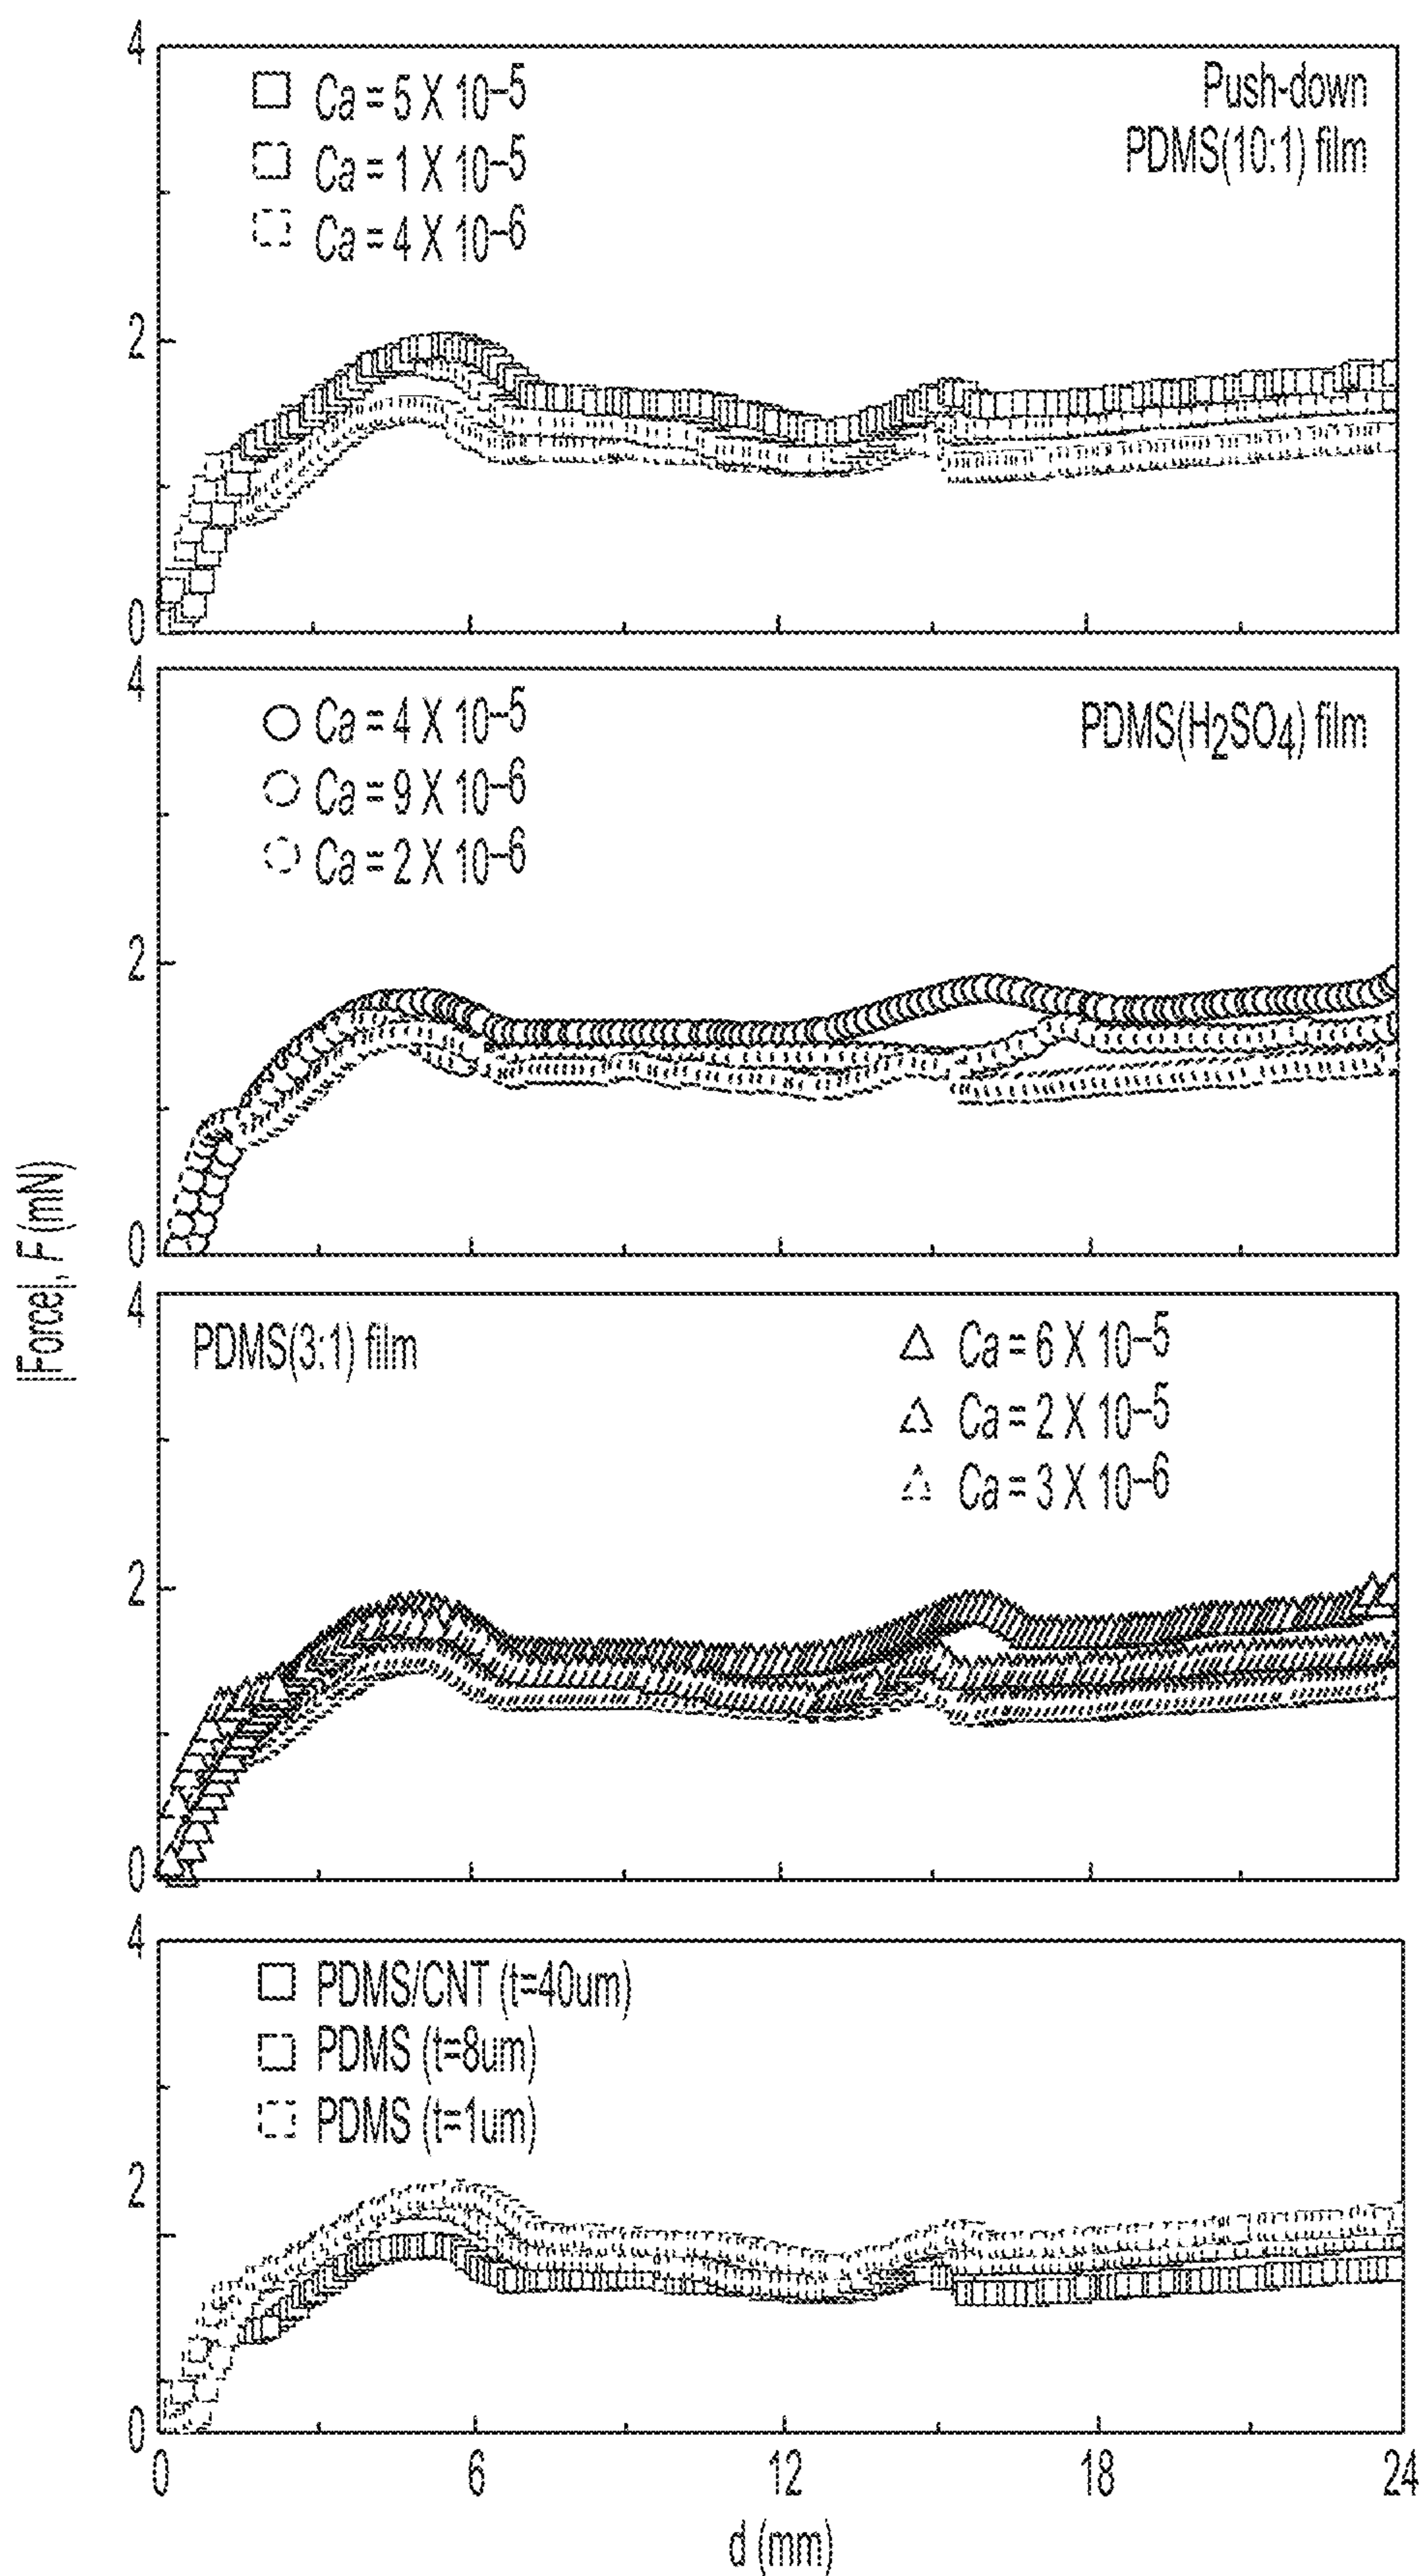 |Force|, F (mN)
4
2
0
Ca = 5 X 10–5
Ca = 1 X 10–5
Ca = 4 X 10–6
Push-down
PDMS(10:1) film
4
2
0
Ca = 4 X 10–5
Ca = 9 X 10–6
Ca = 2 X 10–6
PDMS(H2SO4) film
4
2
0
PDMS(3:1) film
Ca = 6 X 10–5
Ca = 2 X 10–5
Ca = 3 X 10–6
4
2
0
PDMS/CNT (t=40um)
PDMS (t=8um)
PDMS (t=1um)
0 6 12 18 24
d (mm)